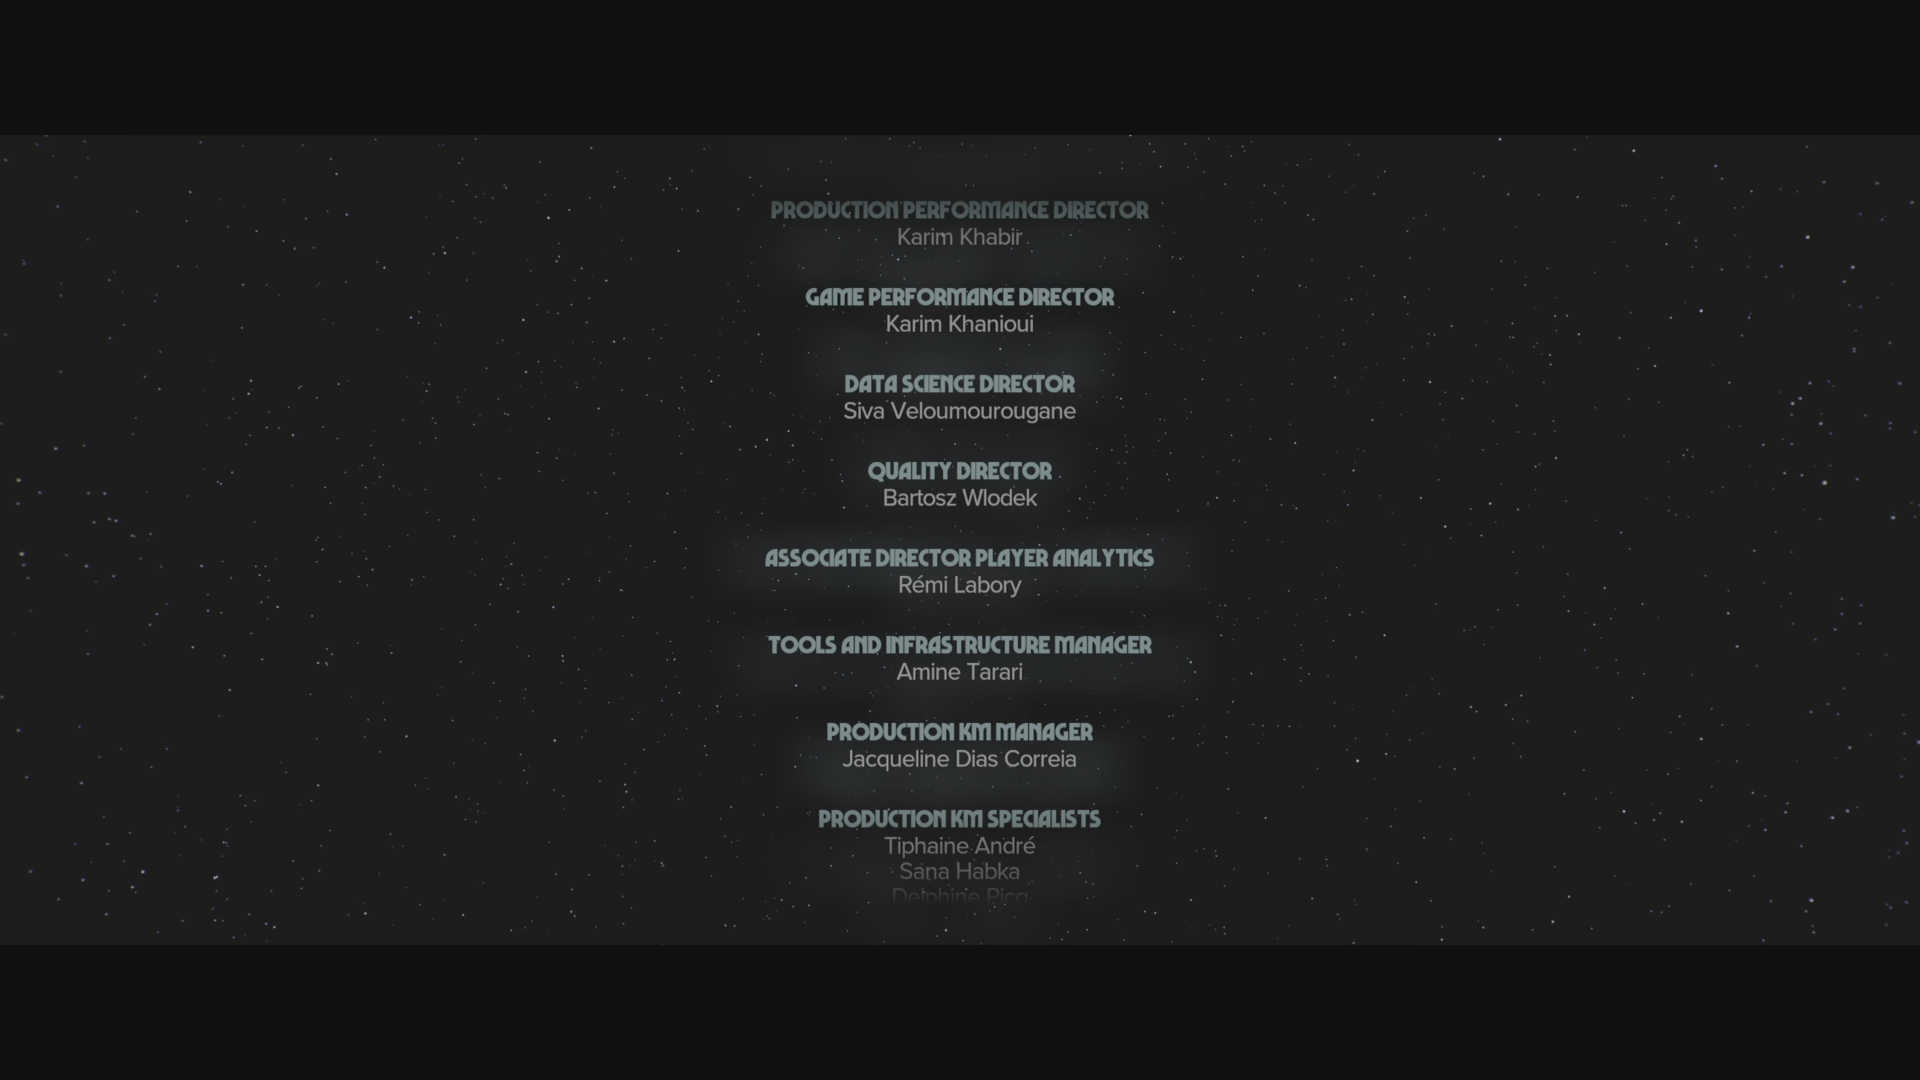 PRODUCTION PERFORMANCE DIRECTOR
Karim Khabir
GAME PERFORMANCE DIRECTOR
Karim Khanioui
DATA SCIENCE DIRECTOR
Siva Veloumourougane
QUALITY DIRECTOR
Bartosz Wlodek
ASSOCIATE DIRECTOR PLAYER ANALYTICS
Rémi Labory
TOOLS AND INFRASTRUCTURE MANAGER
Amine Tarari
PRODUCTION KM MANAGER
Jacqueline Dias Correia
PRODUCTION KM SPECIALISTS
Tiphaine André
Sana Habka
Delphine Picq